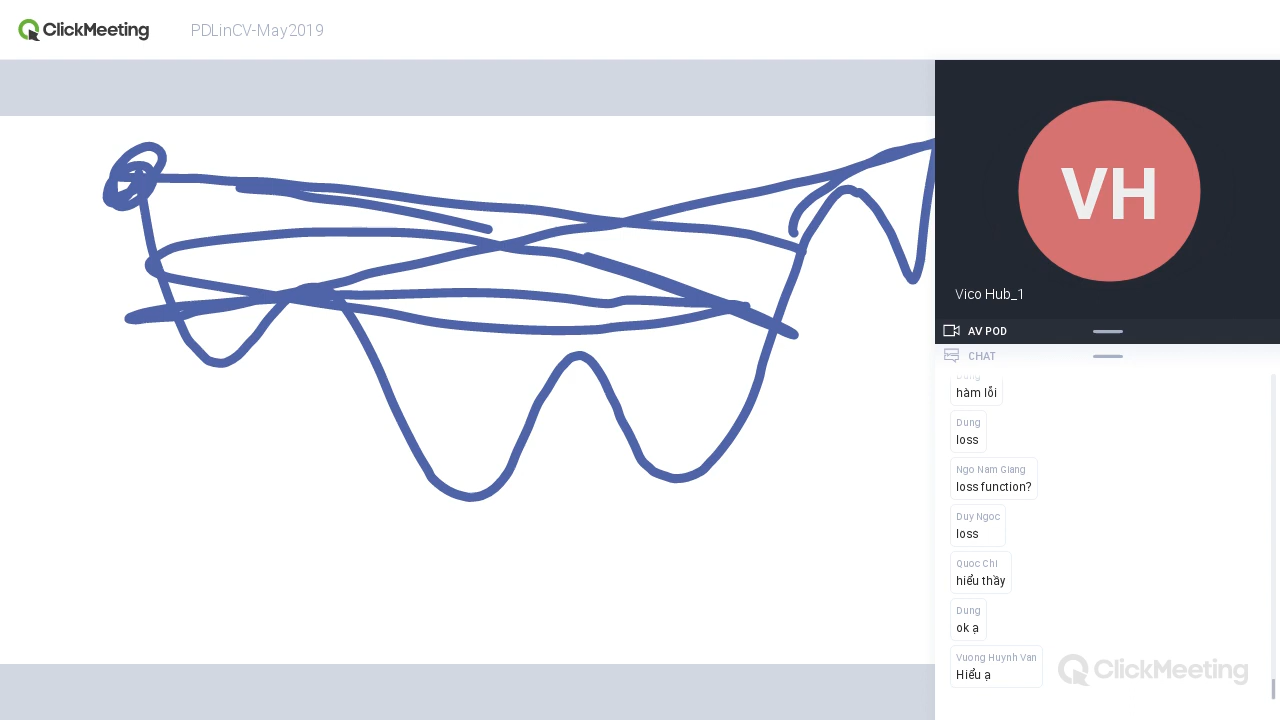 ClickMeeting
PDLinCV-May2019
VH
Vico Hub_1
AV POD
CHAT
Dung
hàm lỗi
Dung
loss
Ngo Nam Giang
loss function?
Duy Ngoc
loss
Quoc Chi
hiểu thầy
Dung
ok ạ
Vuong Huynh Van
Hiểu ạ
ClickMeeting